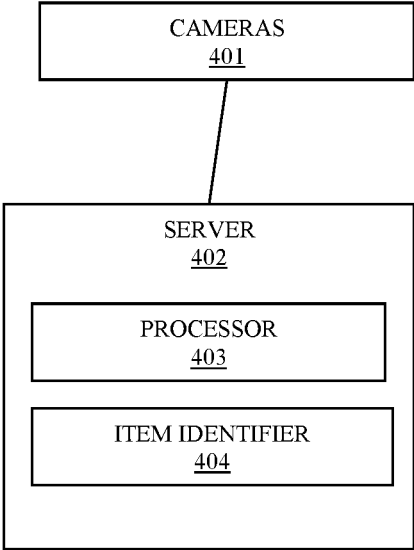 CAMERAS
401
SERVER
402
PROCESSOR
403
ITEM IDENTIFIER
404